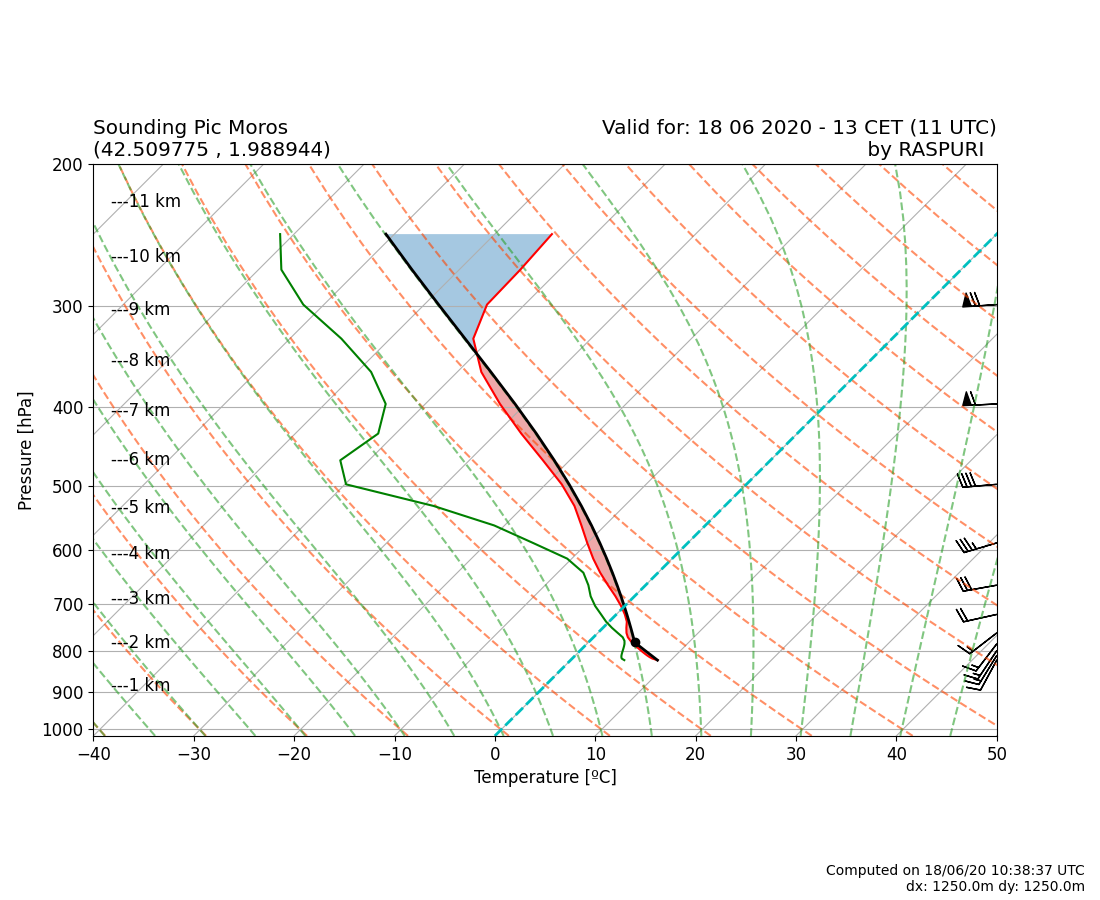 Sounding Pic Moros
(42.509775 , 1.988944)
Valid for: 18 06 2020 - 13 CET (11 UTC)
by RASPURI
200
---11 km
---10 km
300
---9 km
---8 km
400
---7 km
---6 km
500
---5 km
600
---4 km
---3 km
700
---2 km
800
---1 km
900
1000
Pressure [hPa]
−40 −30 −20 −10 0 10 20 30 40 50
Temperature [ºC]
Computed on 18/06/20 10:38:37 UTC
dx: 1250.0m dy: 1250.0m